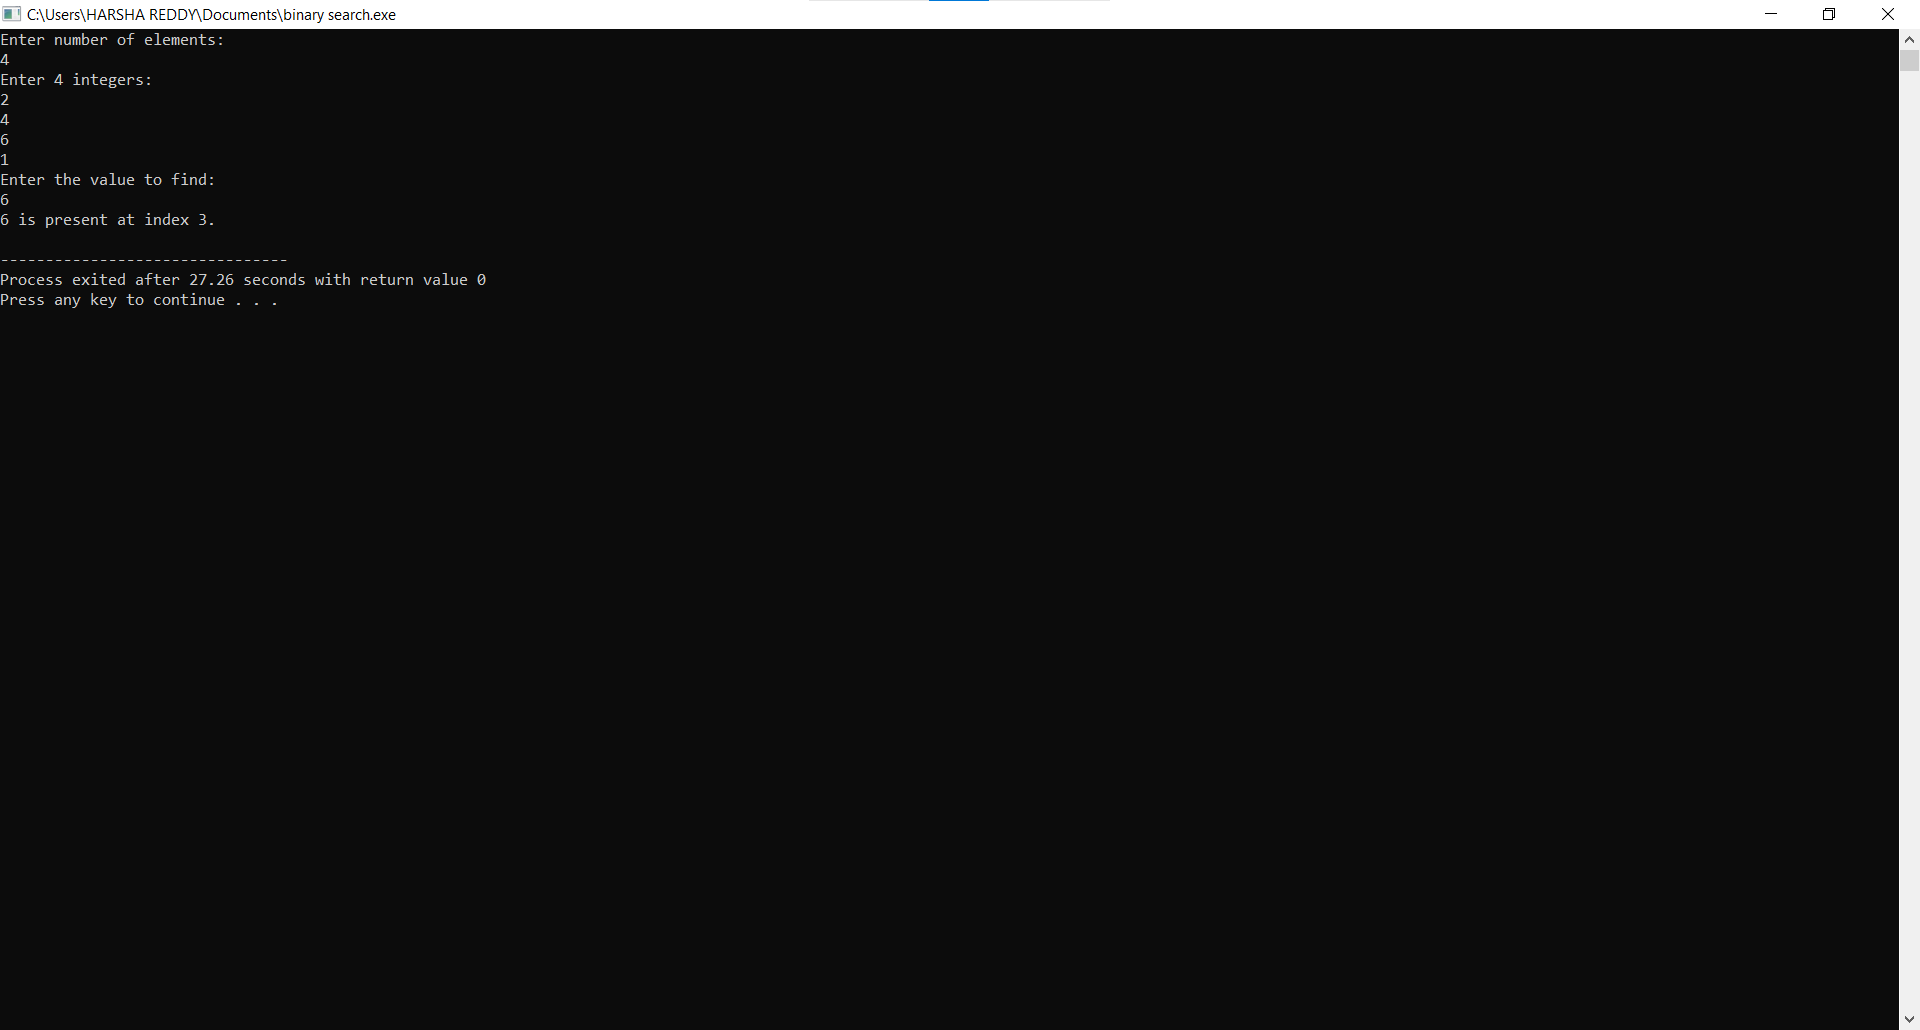 C:\Users\HARSHA REDDY\Documents\binary search.exe
Enter number of elements:
4
Enter 4 integers:
2
4
6
1
Enter the value to find:
6
6 is present at index 3.

--------------------------------
Process exited after 27.26 seconds with return value 0
Press any key to continue . . .